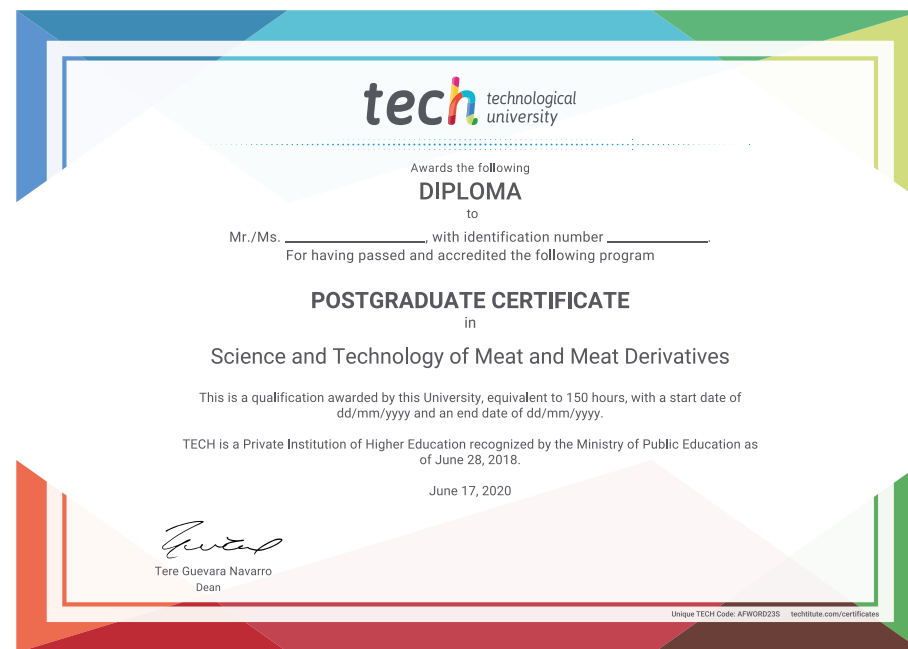 tech technological
university
Awards the following
DIPLOMA
to
Mr./Ms. ____________________, with identification number ______________.
For having passed and accredited the following program
POSTGRADUATE CERTIFICATE
in
Science and Technology of Meat and Meat Derivatives
This is a qualification awarded by this University, equivalent to 150 hours, with a start date of
dd/mm/yyyy and an end date of dd/mm/yyyy.
TECH is a Private Institution of Higher Education recognized by the Ministry of Public Education as
of June 28, 2018.
June 17, 2020
Tere Guevara Navarro
Dean
Unique TECH Code: AFWORD23S techtitute.com/certificates